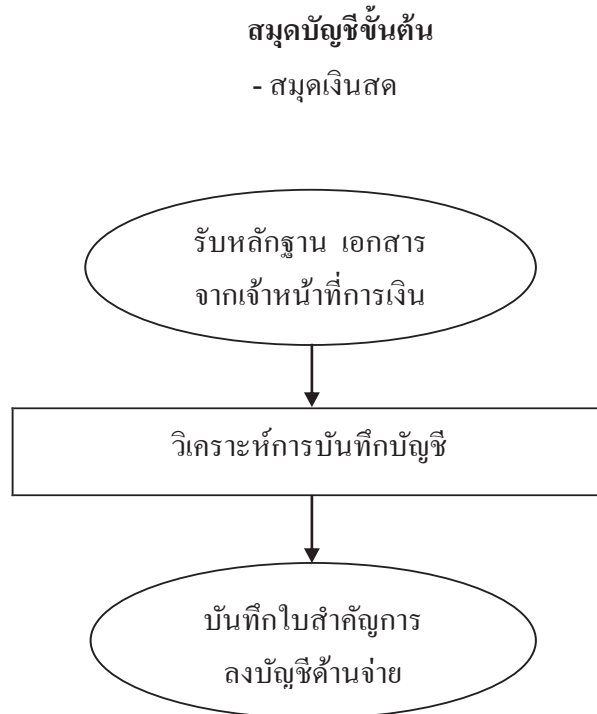 สมุดบัญชีขั้นต้น
- สมุดเงินสด
รับหลักฐาน เอกสาร
จากเจ้าหน้าที่การเงิน
วิเคราะห์การบันทึกบัญชี
บันทึกใบสำคัญการ
ลงบัญชีด้านจ่าย